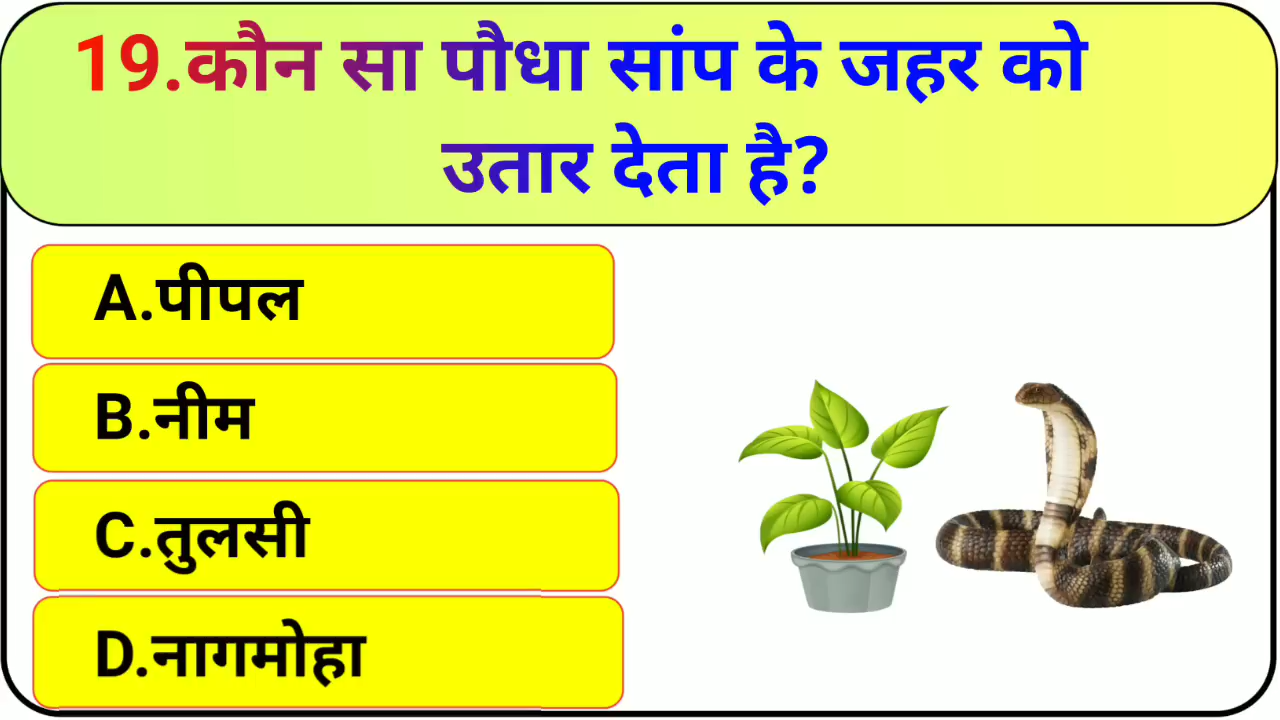 19.कौन सा पौधा सांप के जहर को
उतार देता है?
A.पीपल
B.नीम
C.तुलसी
D.नागमोहा